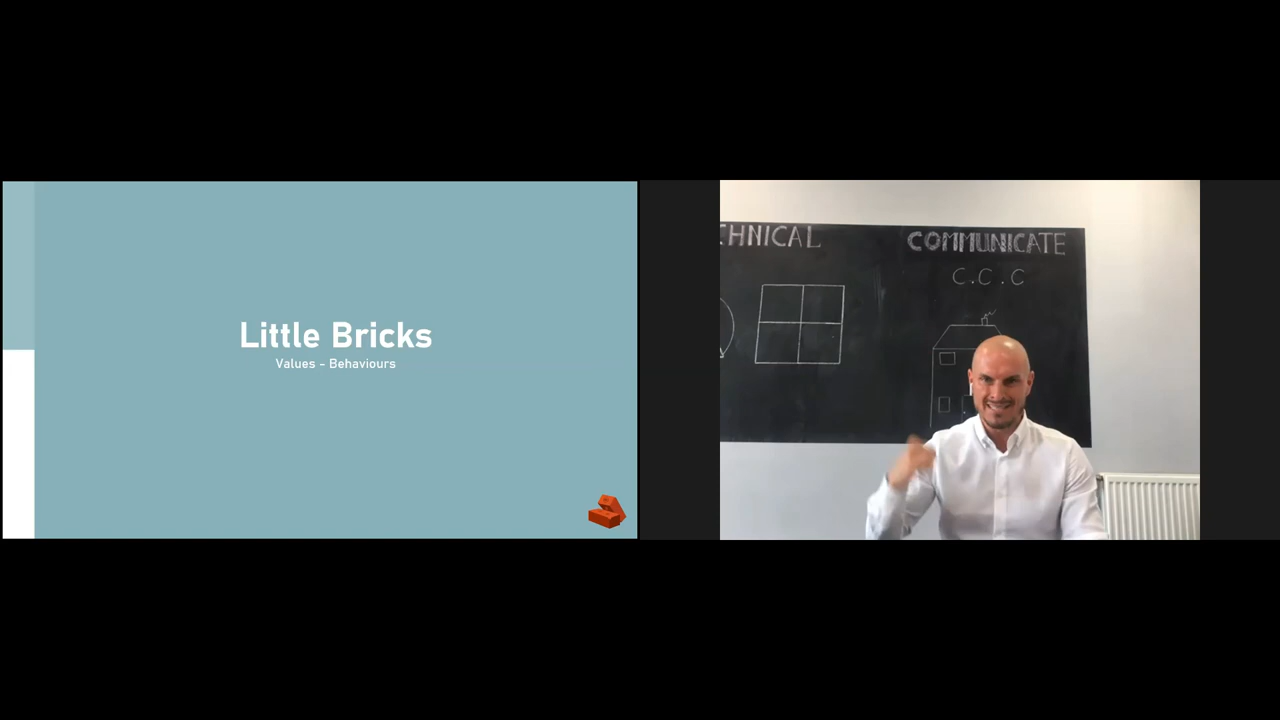 Little Bricks
Values - Behaviours
CHNICAL
COMMUNICATE
C.C.C